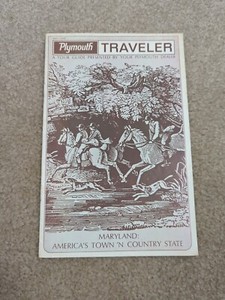 Plymouth TRAVELER
A TOUR GUIDE PRESENTED BY YOUR PLYMOUTH DEALER
MARYLAND:
AMERICA'S TOWN 'N COUNTRY STATE